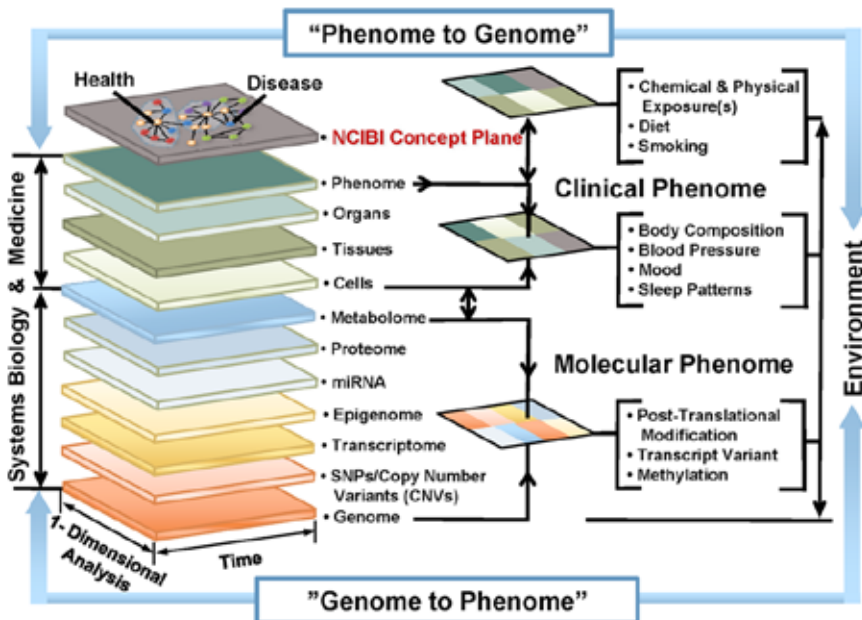 “Phenome to Genome”
Health
Disease
• NCIBI Concept Plane
• Phenome
• Organs
• Tissues
• Cells
• Metabolome
• Proteome
• miRNA
• Epigenome
• Transcriptome
• SNPs/Copy Number
Variants (CNVs)
• Genome
Systems Biology & Medicine
1- Dimensional
Analysis
Time
• Chemical & Physical
Exposure(s)
• Diet
• Smoking
Clinical Phenome
• Body Composition
• Blood Pressure
• Mood
• Sleep Patterns
Molecular Phenome
• Post-Translational
Modification
• Transcript Variant
• Methylation
Environment
”Genome to Phenome”